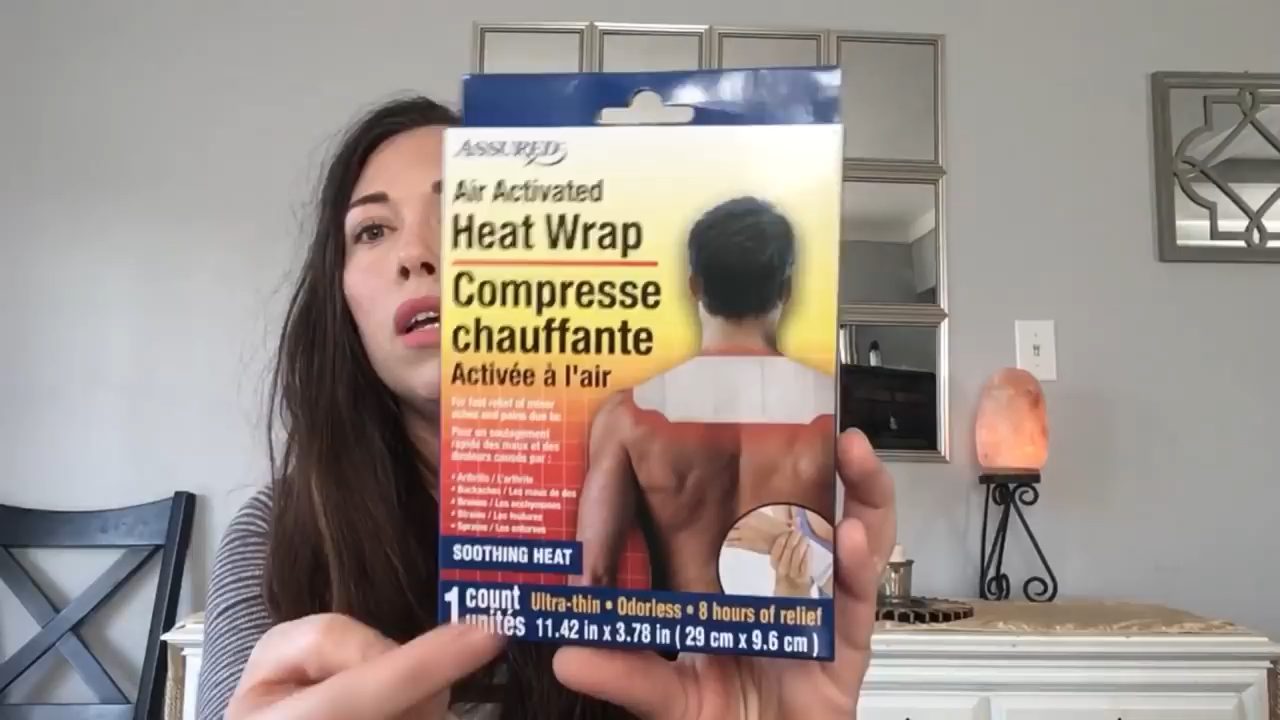 ASSURED
Air Activated
Heat Wrap
Compresse
chauffante
Activée à l'air
For fast relief of minor
aches and pains due to:
Pour un soulagement
rapide des maux et des
douleurs causés par :
• Arthritis / L'arthrite
• Backaches / Les maux de dos
• Bruises / Les ecchymoses
• Strains / Les foulures
• Sprains / Les entorses
SOOTHING HEAT
1 count
unités
Ultra-thin • Odorless • 8 hours of relief
11.42 in x 3.78 in ( 29 cm x 9.6 cm )